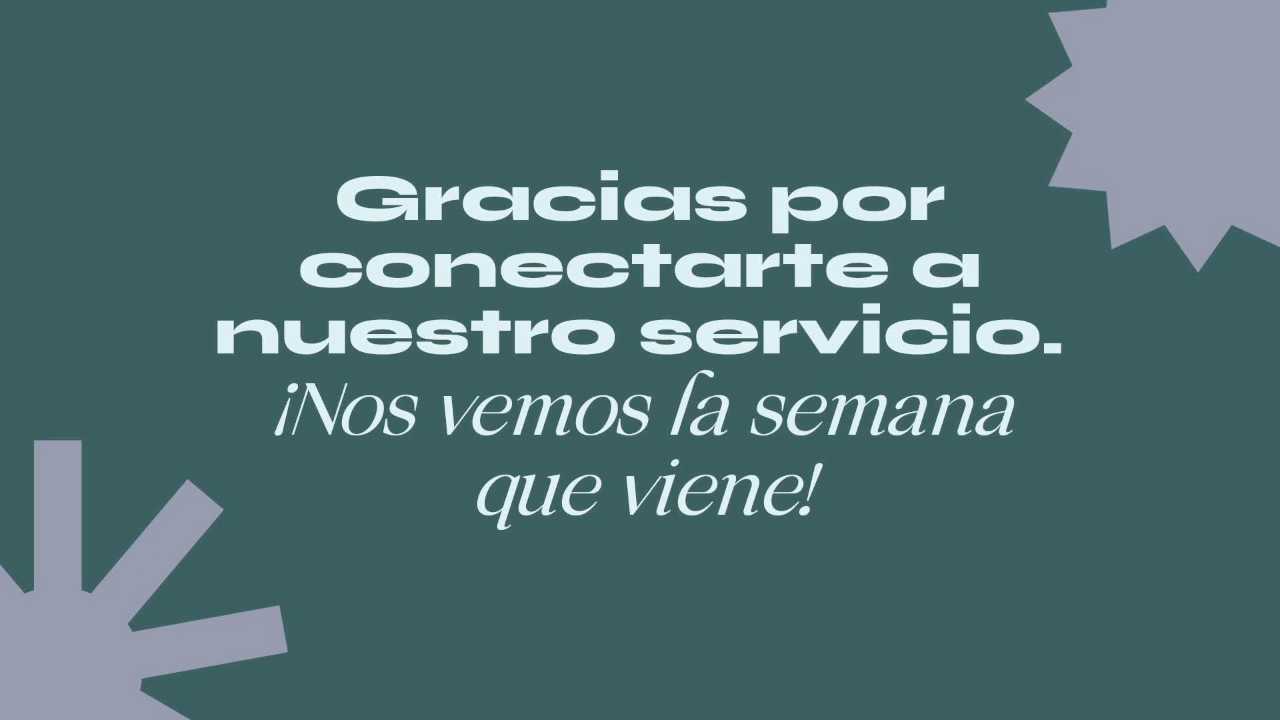 Gracias por
conectarte a
nuestro servicio.
¡Nos vemos la semana
que viene!